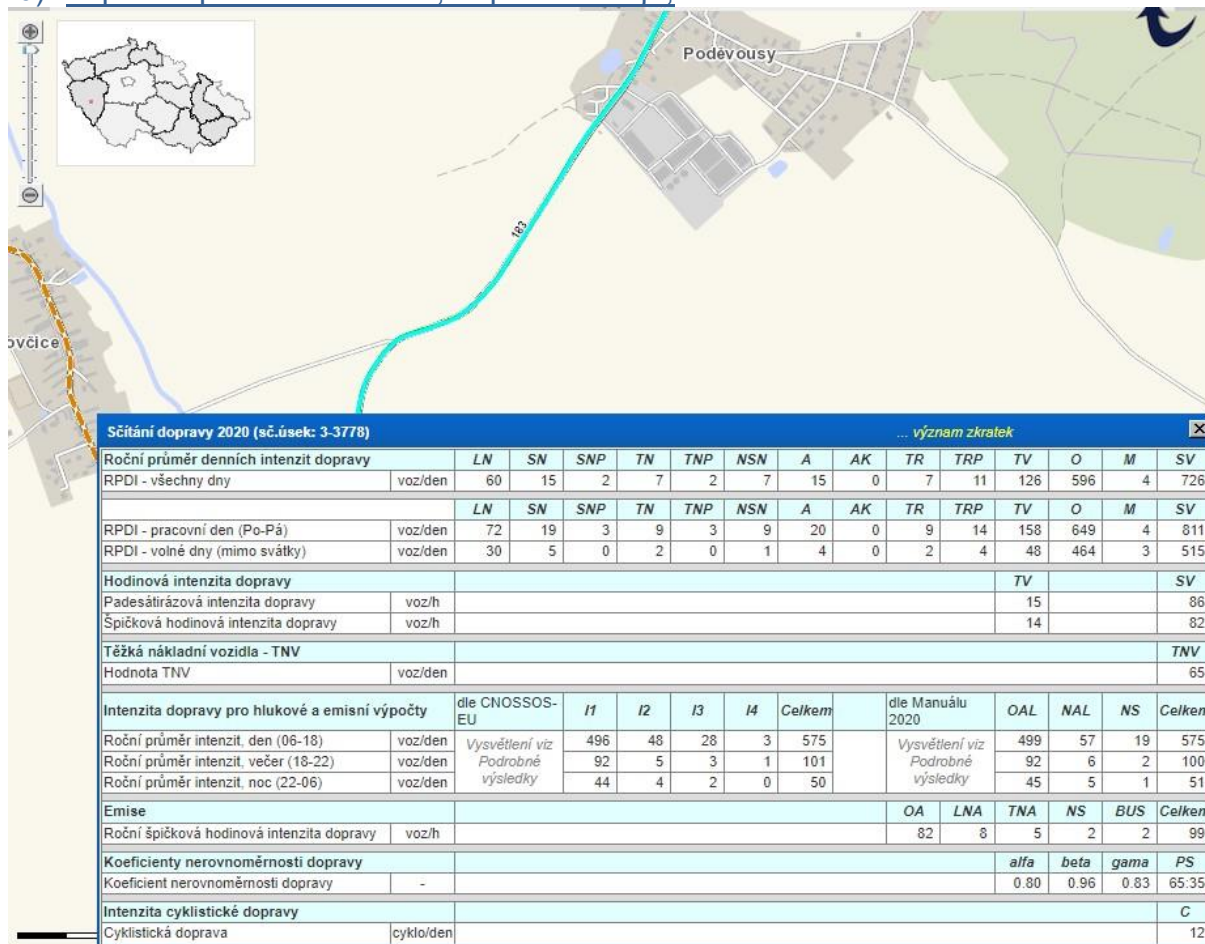 Poděvousy
183
ovčice
Sčítání dopravy 2020 (sč.úsek: 3-3778) ... význam zkratek
Roční průměr denních intenzit dopravy LN SN SNP TN TNP NSN A AK TR TRP TV O M SV
RPDI - všechny dny voz/den 60 15 2 7 2 7 15 0 7 11 126 596 4 726
LN SN SNP TN TNP NSN A AK TR TRP TV O M SV
RPDI - pracovní den (Po-Pá) voz/den 72 19 3 9 3 9 20 0 9 14 158 649 4 811
RPDI - volné dny (mimo svátky) voz/den 30 5 0 2 0 1 4 0 2 4 48 464 3 515
Hodinová intenzita dopravy TV SV
Padesátirázová intenzita dopravy voz/h 15 86
Špičková hodinová intenzita dopravy voz/h 14 82
Těžká nákladní vozidla - TNV TNV
Hodnota TNV voz/den 65
Intenzita dopravy pro hlukové a emisní výpočty dle CNOSSOS-EU I1 I2 I3 I4 Celkem dle Manuálu 2020 OAL NAL NS Celkem
Roční průměr intenzit, den (06-18) voz/den Vysvětlení viz 496 48 28 3 575 Vysvětlení viz 499 57 19 575
Roční průměr intenzit, večer (18-22) voz/den Podrobné 92 5 3 1 101 Podrobné 92 6 2 100
Roční průměr intenzit, noc (22-06) voz/den výsledky 44 4 2 0 50 výsledky 45 5 1 51
Emise OA LNA TNA NS BUS Celkem
Roční špičková hodinová intenzita dopravy voz/h 82 8 5 2 2 99
Koeficienty nerovnoměrnosti dopravy alfa beta gama PS
Koeficient nerovnoměrnosti dopravy - 0.80 0.96 0.83 65:35
Intenzita cyklistické dopravy C
Cyklistická doprava cyklo/den 12